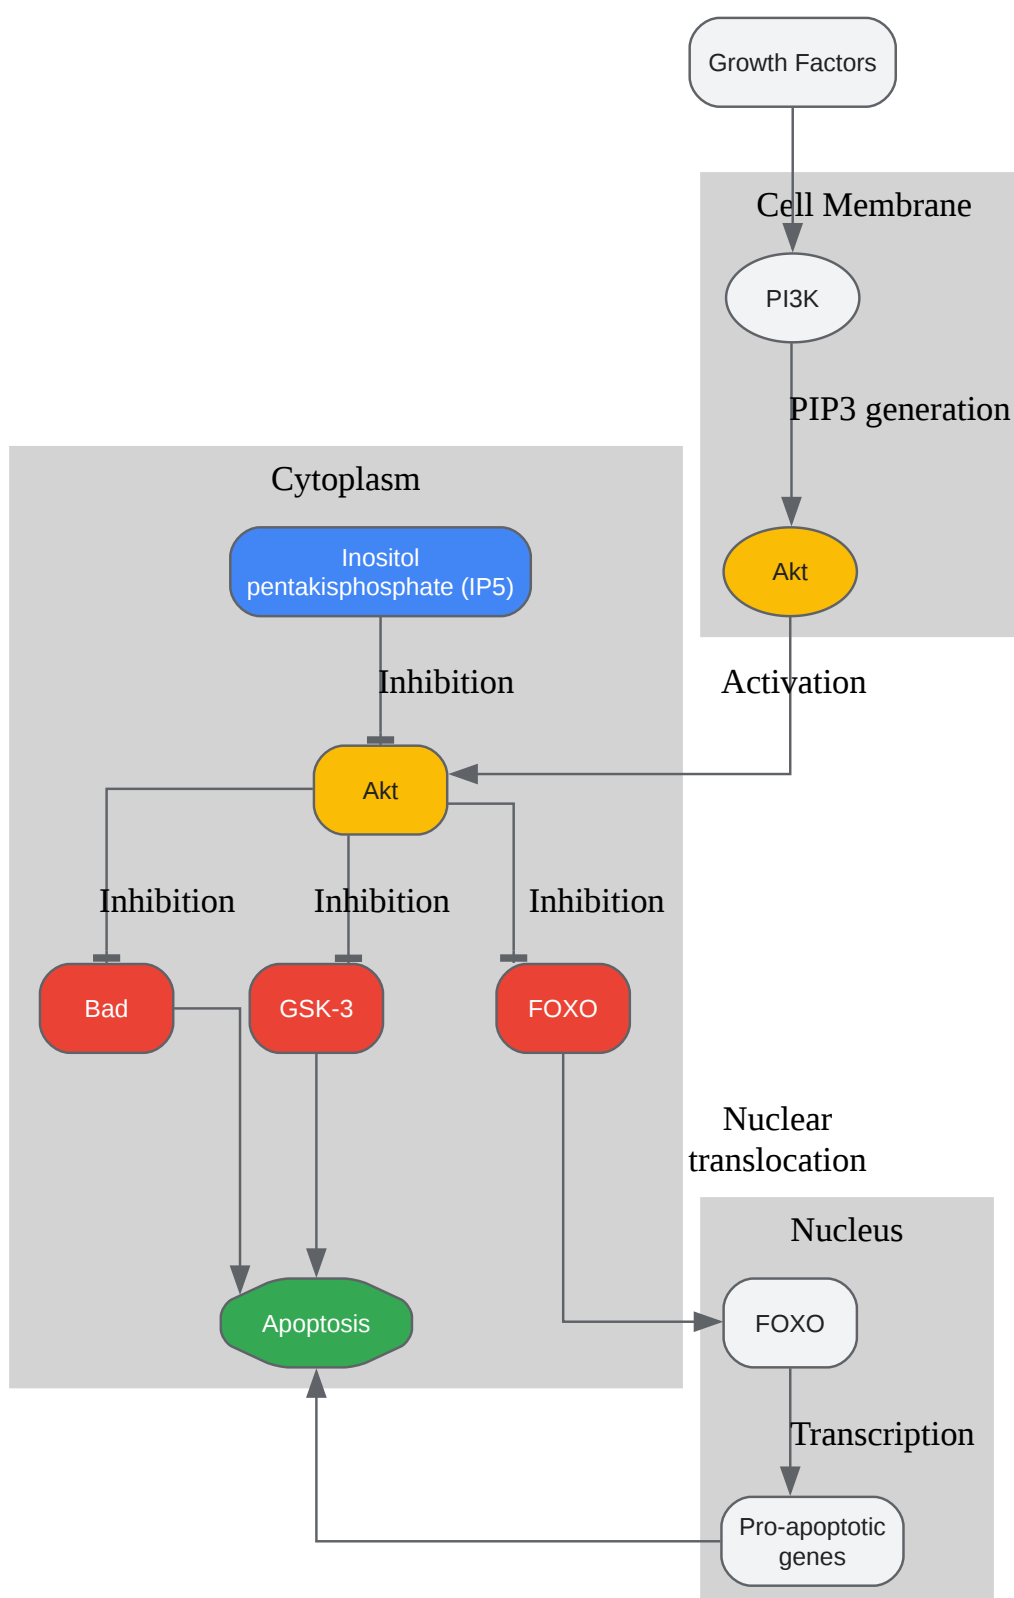 Growth Factors
Cell Membrane
PI3K
PIP3 generation
Cytoplasm
Inositol
pentakisphosphate (IP5)
Akt
Inhibition
Activation
Akt
Inhibition
Inhibition
Inhibition
Bad
GSK-3
FOXO
Nuclear
translocation
Nucleus
Apoptosis
FOXO
Transcription
Pro-apoptotic
genes